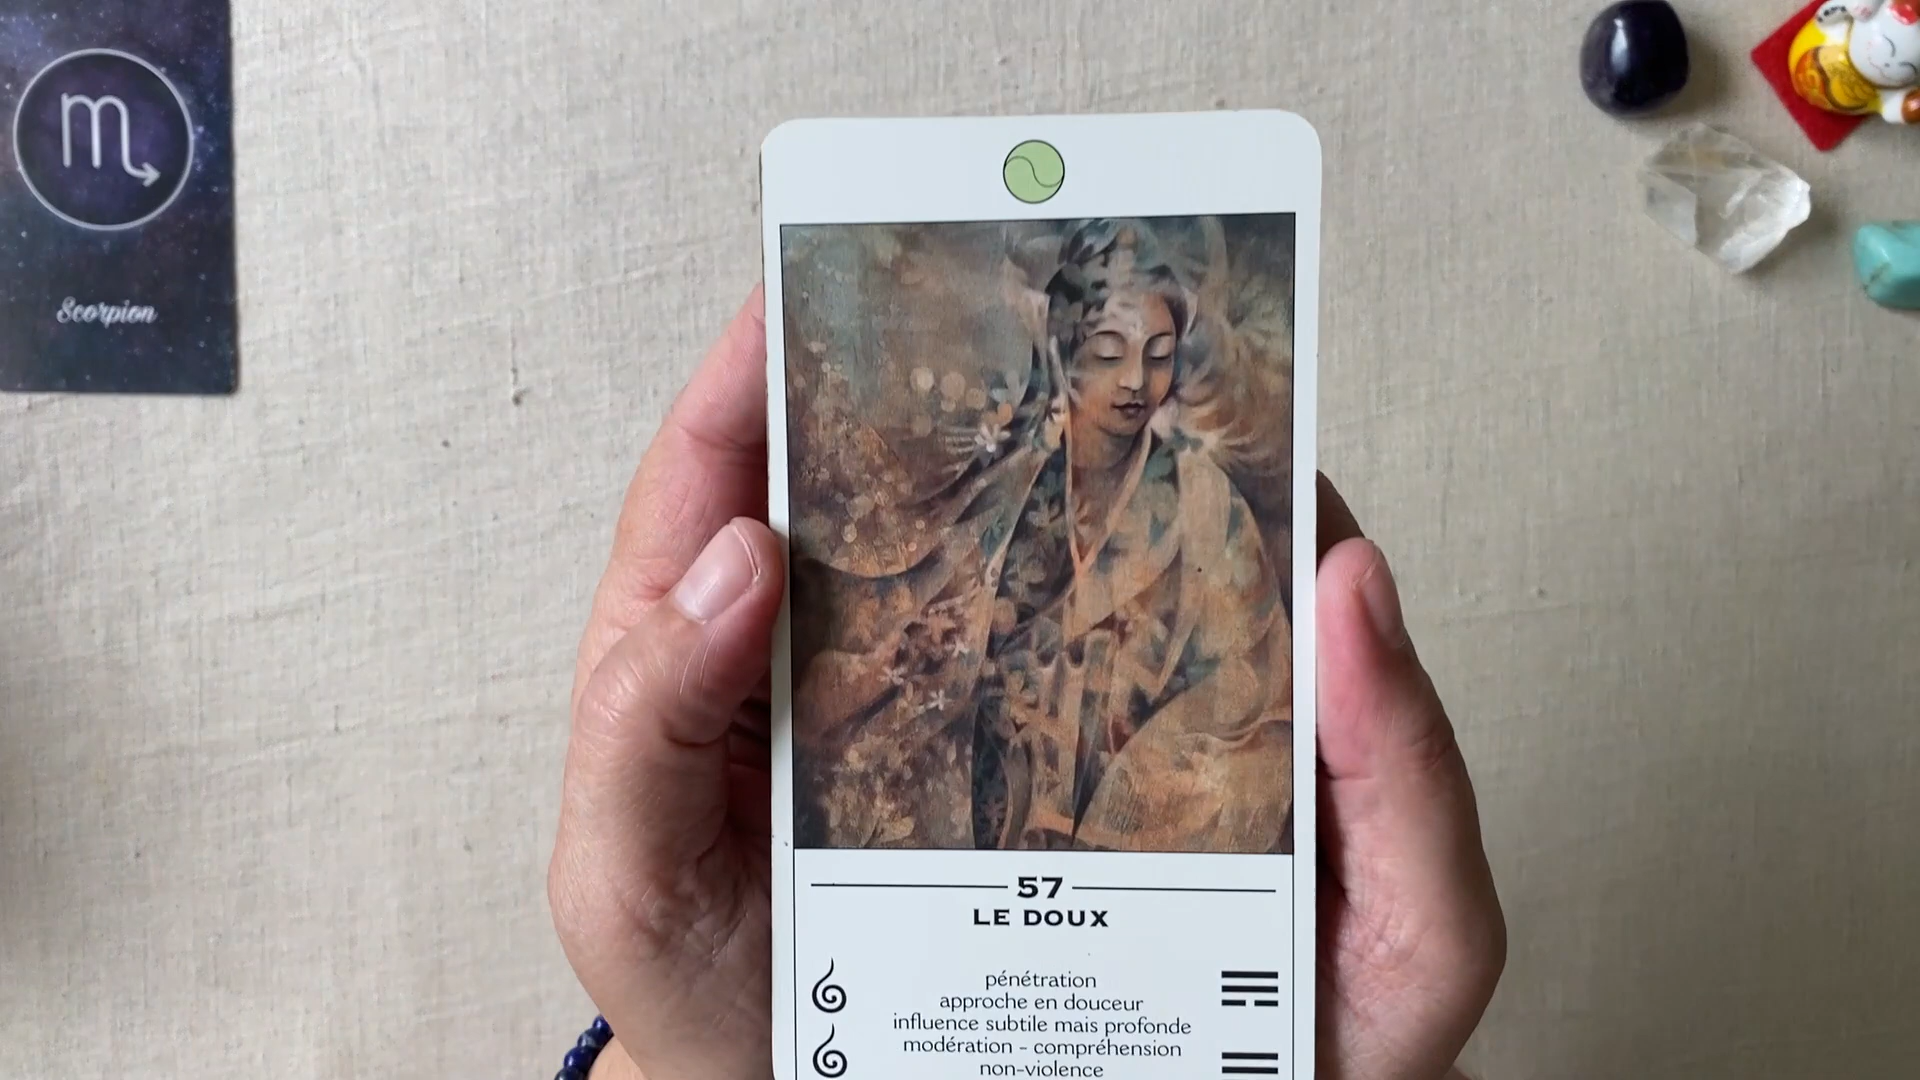 Scorpion
57
LE DOUX
pénétration
approche en douceur
influence subtile mais profonde
modération - compréhension
non-violence